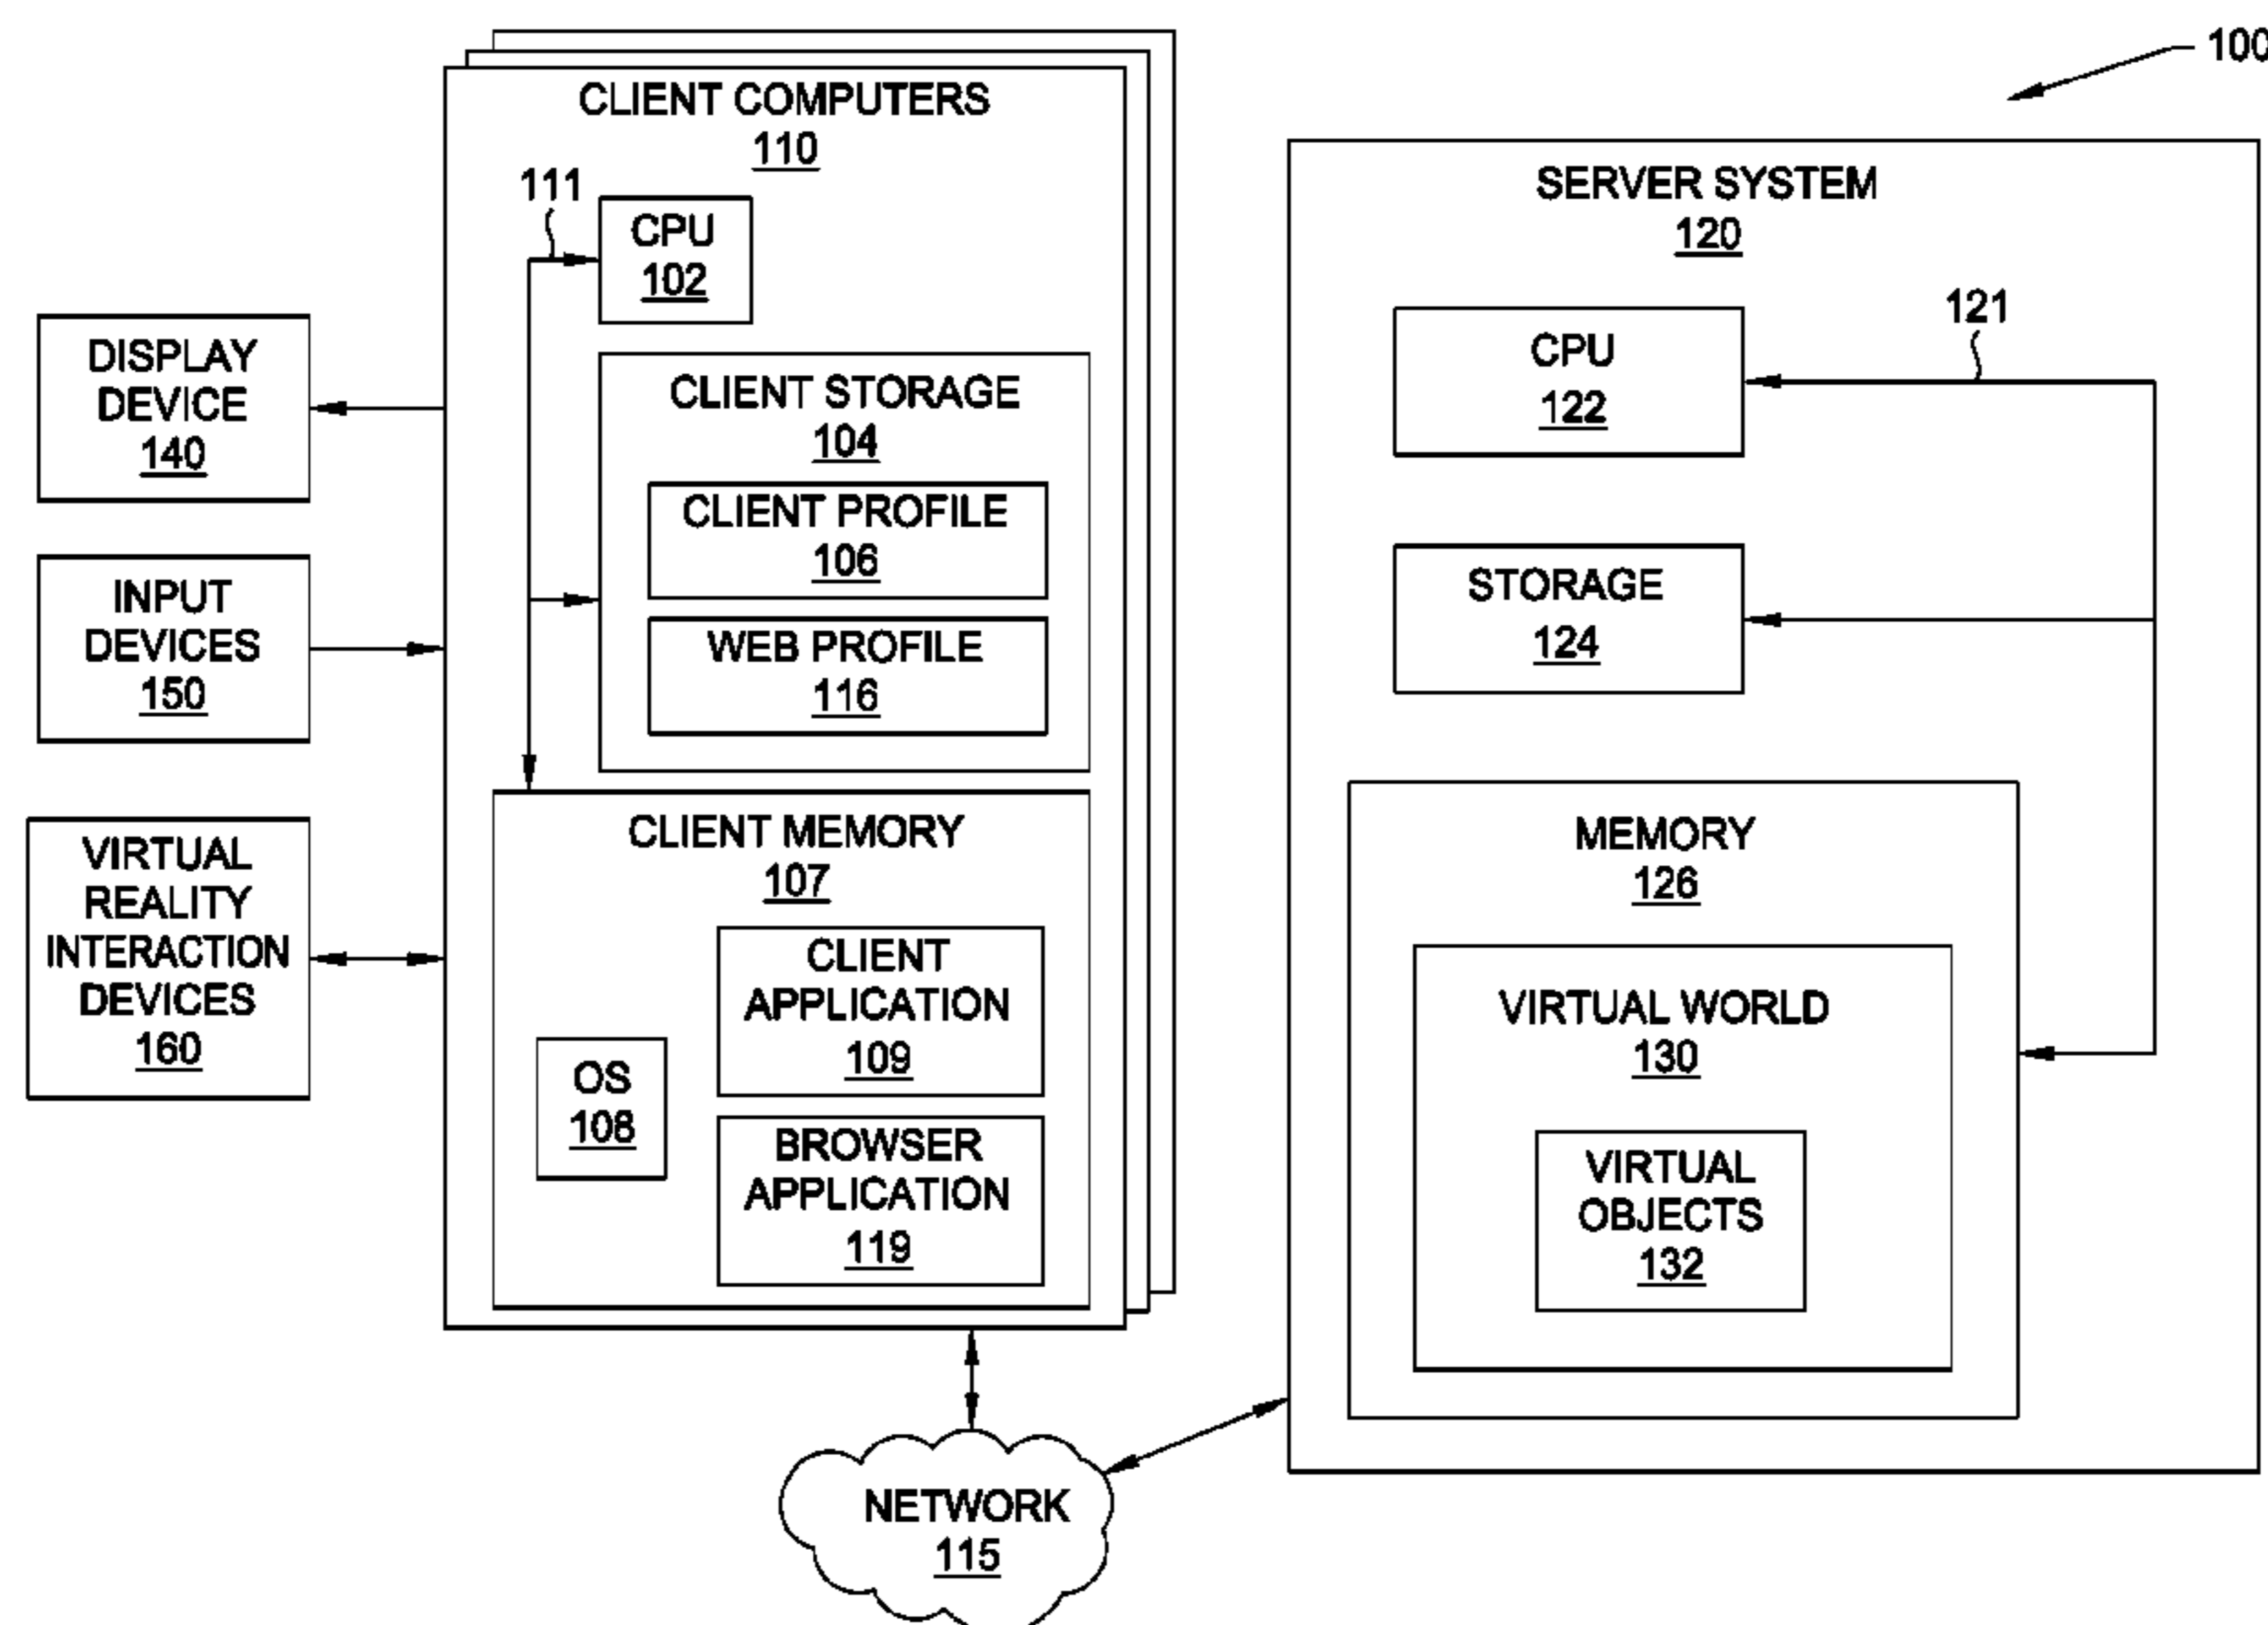 100
CLIENT COMPUTERS
110
111
CPU
102
CLIENT STORAGE
104
CLIENT PROFILE
106
WEB PROFILE
116
CLIENT MEMORY
107
CLIENT
APPLICATION
109
OS
108
BROWSER
APPLICATION
119
DISPLAY
DEVICE
140
INPUT
DEVICES
150
VIRTUAL
REALITY
INTERACTION
DEVICES
160
SERVER SYSTEM
120
121
CPU
122
STORAGE
124
MEMORY
126
VIRTUAL WORLD
130
VIRTUAL
OBJECTS
132
NETWORK
115